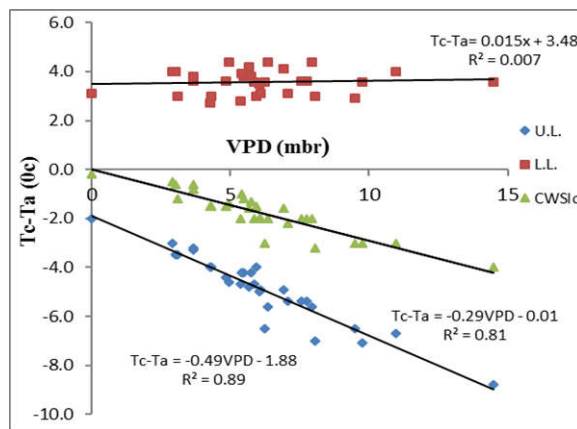 6.0
Tc-Ta= 0.015x + 3.48
R² = 0.007
4.0
2.0
VPD (mbr)
U.L.
L.L.
0.0
0
5
10
15
CWSIc
Tc-Ta (0c)
-2.0
-4.0
Tc-Ta = -0.29VPD - 0.01
R² = 0.81
-6.0
Tc-Ta = -0.49VPD - 1.88
R² = 0.89
-8.0
-10.0